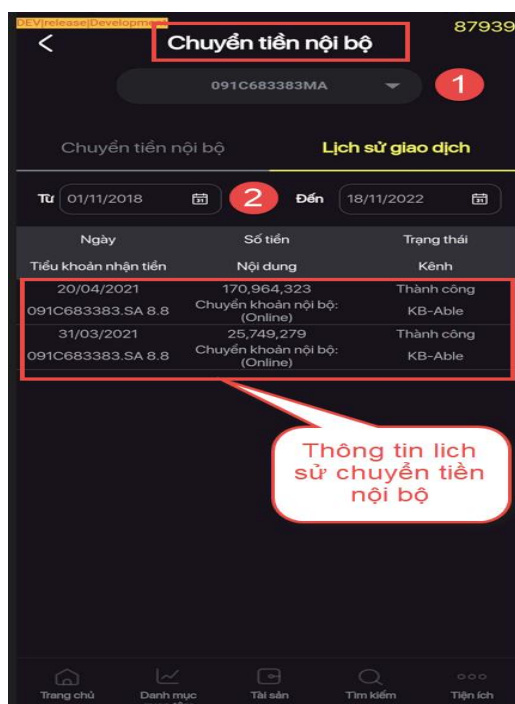 DEV|release|Development
87939
Chuyển tiền nội bộ
091C683383MA
1
Chuyển tiền nội bộ Lịch sử giao dịch
Từ 01/11/2018 2 Đến 18/11/2022
Ngày Số tiền Trạng thái
Tiểu khoản nhận tiền Nội dung Kênh
20/04/2021 170,964,323 Thành công
091C683383.SA 8.8 Chuyển khoản nội bộ: (Online) KB-Able
31/03/2021 25,749,279 Thành công
091C683383.SA 8.8 Chuyển khoản nội bộ: (Online) KB-Able
Thông tin lich
sử chuyển tiền
nội bộ
Trang chủ Danh mục Tài sản Tìm kiếm Tiện ích